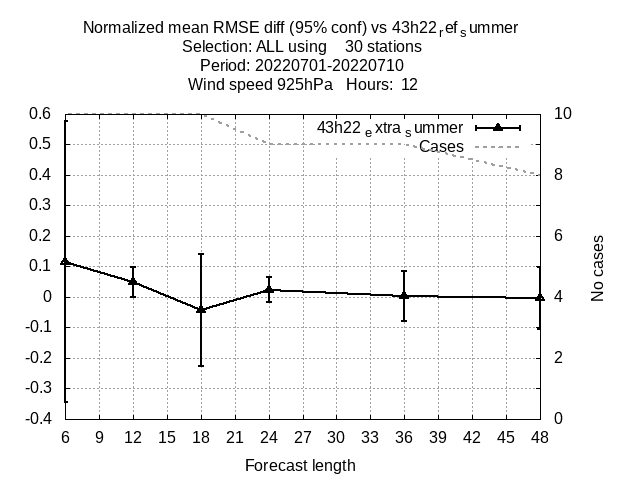 Normalized mean RMSE diff (95% conf) vs 43h22refsummer
Selection: ALL using 30 stations
Period: 20220701-20220710
Wind speed 925hPa Hours: 12
43h22extrasummer
Cases
0.6
0.5
0.4
0.3
0.2
0.1
0
-0.1
-0.2
-0.3
-0.4
10
8
6
4
2
0
No cases
6 9 12 15 18 21 24 27 30 33 36 39 42 45 48
Forecast length